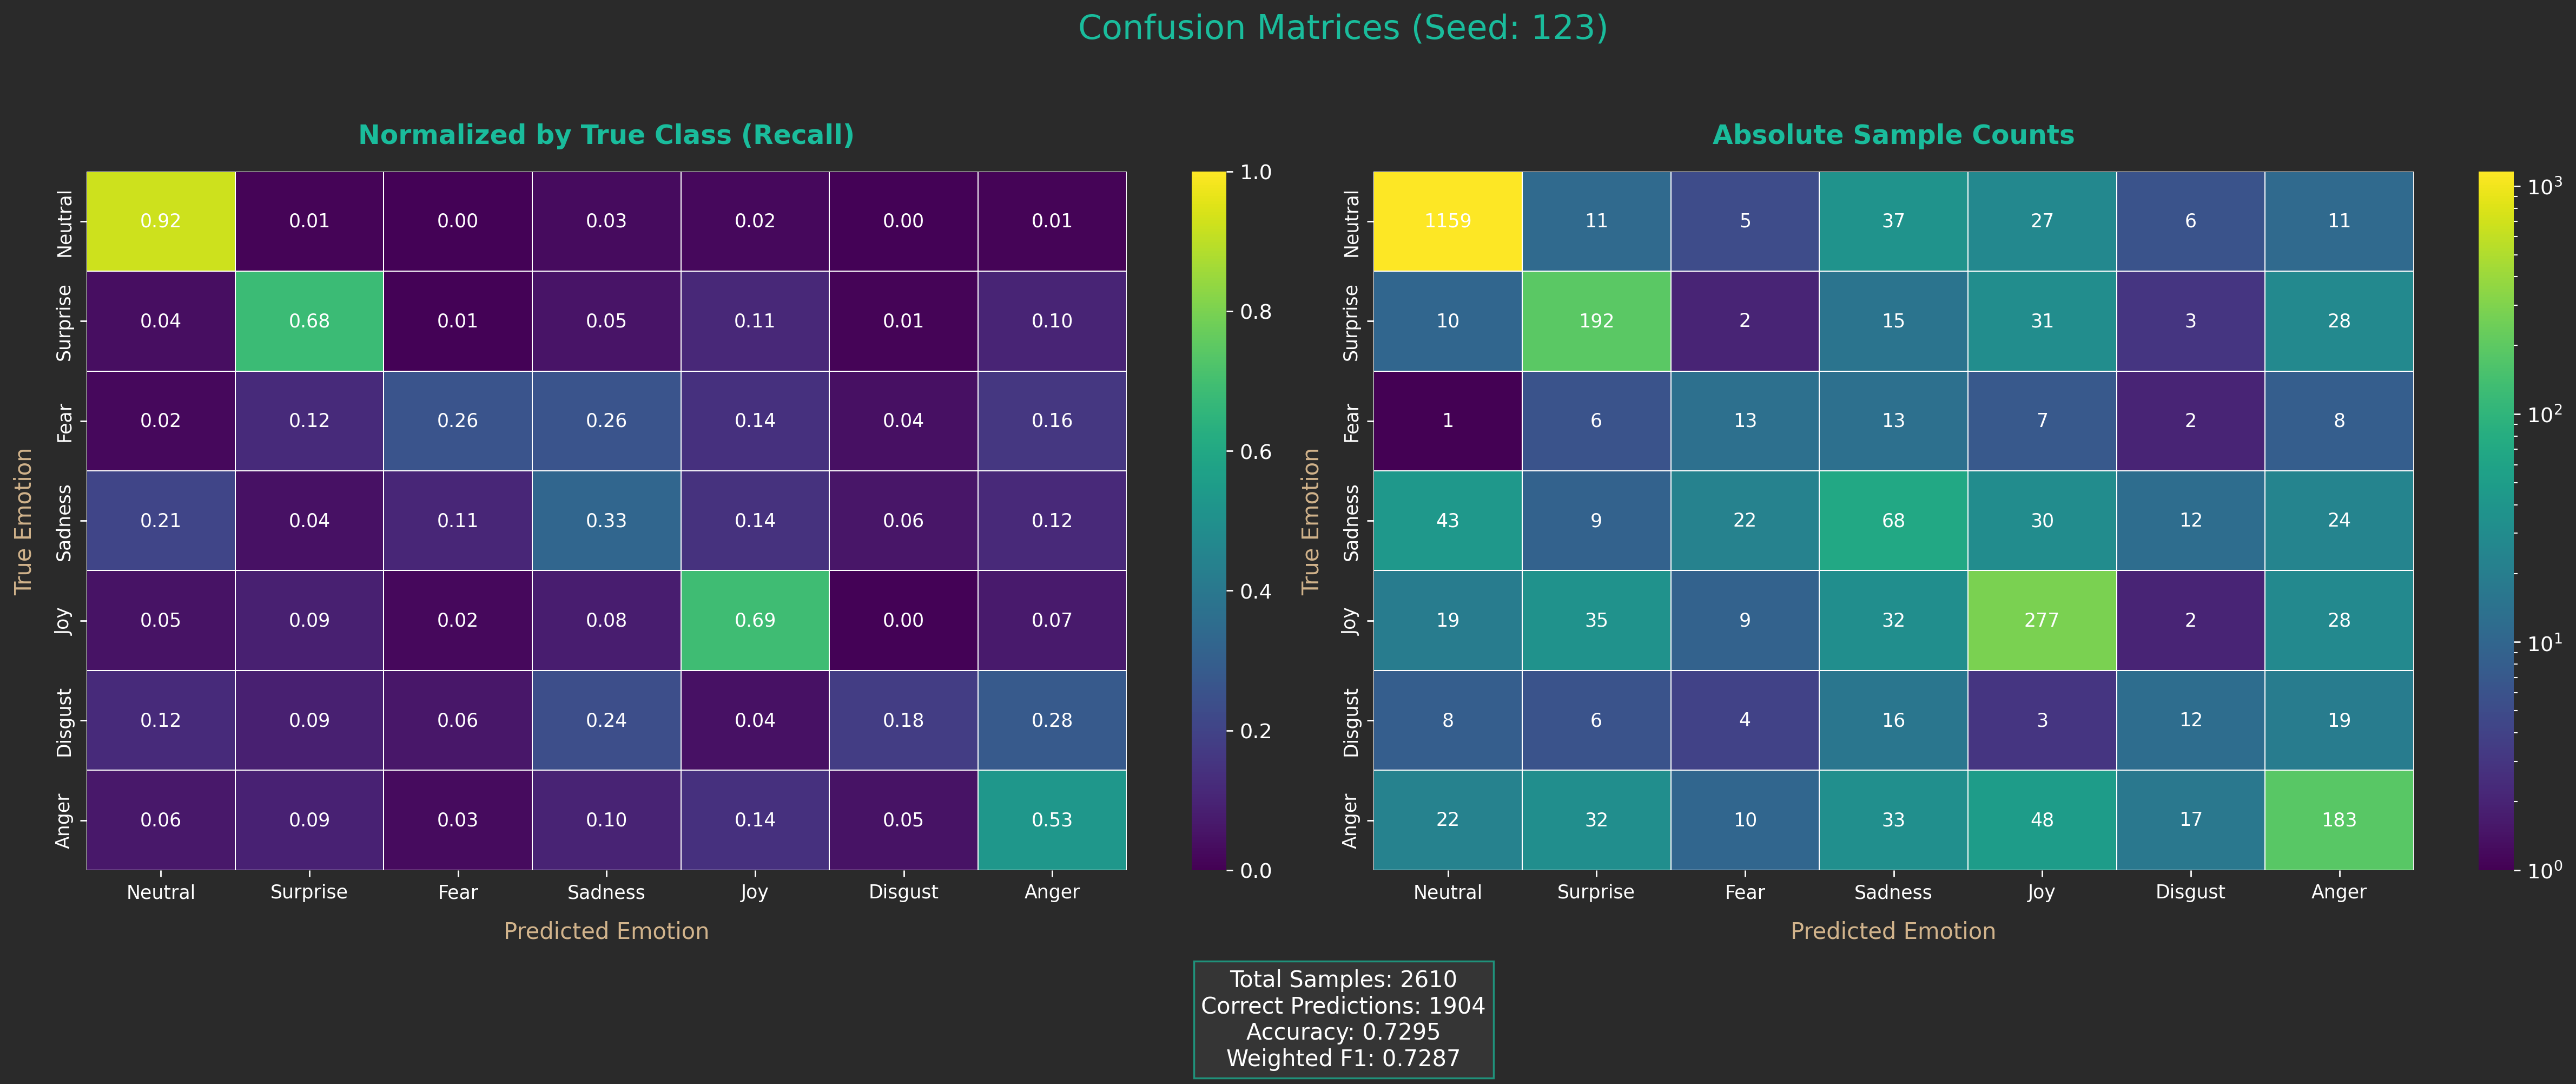 Confusion Matrices (Seed: 123)
Normalized by True Class (Recall)
True Emotion
Neutral 0.92 0.01 0.00 0.03 0.02 0.00 0.01
Surprise 0.04 0.68 0.01 0.05 0.11 0.01 0.10
Fear 0.02 0.12 0.26 0.26 0.14 0.04 0.16
Sadness 0.21 0.04 0.11 0.33 0.14 0.06 0.12
Joy 0.05 0.09 0.02 0.08 0.69 0.00 0.07
Disgust 0.12 0.09 0.06 0.24 0.04 0.18 0.28
Anger 0.06 0.09 0.03 0.10 0.14 0.05 0.53
Neutral Surprise Fear Sadness Joy Disgust Anger
Predicted Emotion
1.0
0.8
0.6
0.4
0.2
0.0
Absolute Sample Counts
True Emotion
Neutral 1159 11 5 37 27 6 11
Surprise 10 192 2 15 31 3 28
Fear 1 6 13 13 7 2 8
Sadness 43 9 22 68 30 12 24
Joy 19 35 9 32 277 2 28
Disgust 8 6 4 16 3 12 19
Anger 22 32 10 33 48 17 183
Neutral Surprise Fear Sadness Joy Disgust Anger
Predicted Emotion
10³
10²
10¹
10⁰
Total Samples: 2610
Correct Predictions: 1904
Accuracy: 0.7295
Weighted F1: 0.7287